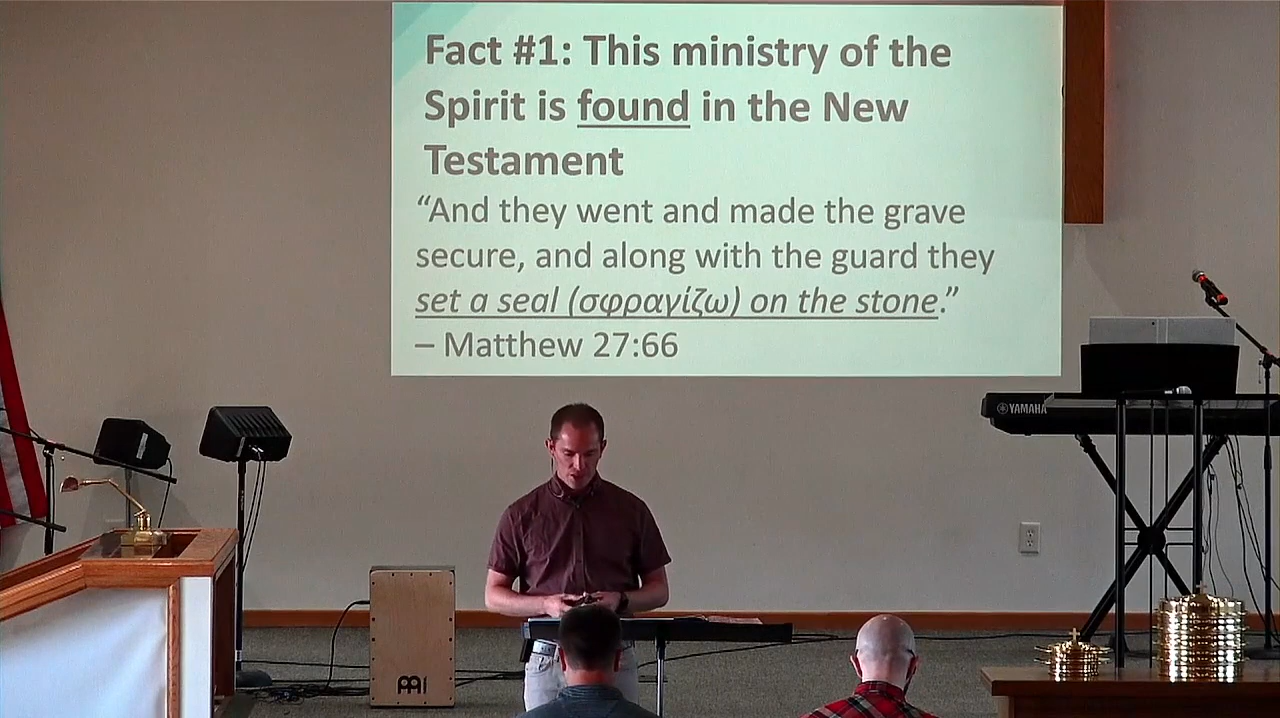 Fact #1: This ministry of the
Spirit is found in the New
Testament
“And they went and made the grave
secure, and along with the guard they
set a seal (σφραγίζω) on the stone.”
– Matthew 27:66
YAMAHA